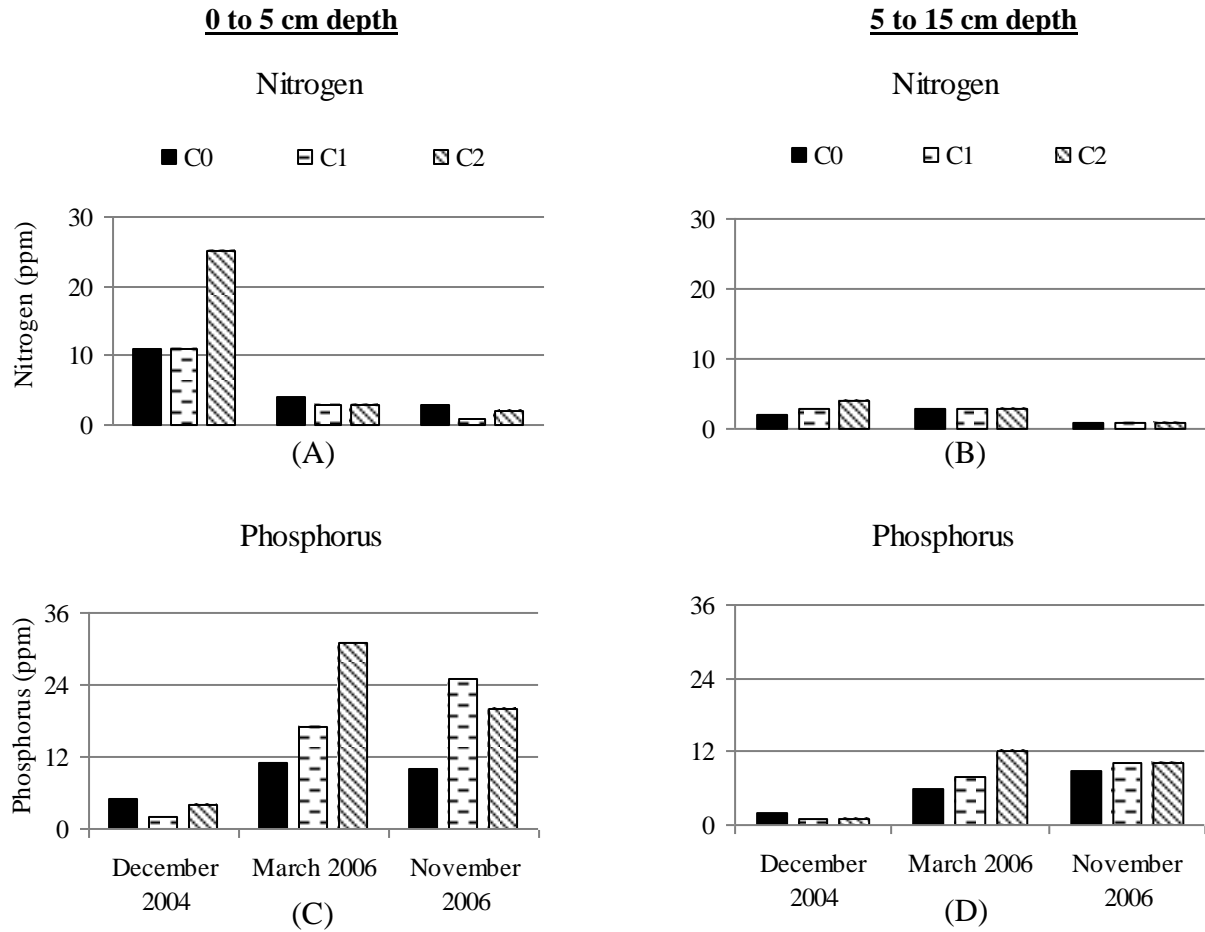 0 to 5 cm depth
5 to 15 cm depth
Nitrogen
Nitrogen
C0 C1 C2
C0 C1 C2
Nitrogen (ppm)
30
20
10
0
(A)
30
20
10
0
(B)
Phosphorus
Phosphorus
Phosphorus (ppm)
36
24
12
0
December
2004
March 2006
November
2006
(C)
36
24
12
0
December
2004
March 2006
November
2006
(D)